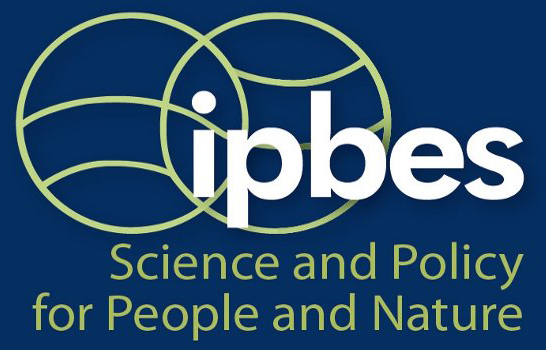 ipbes
Science and Policy
for People and Nature